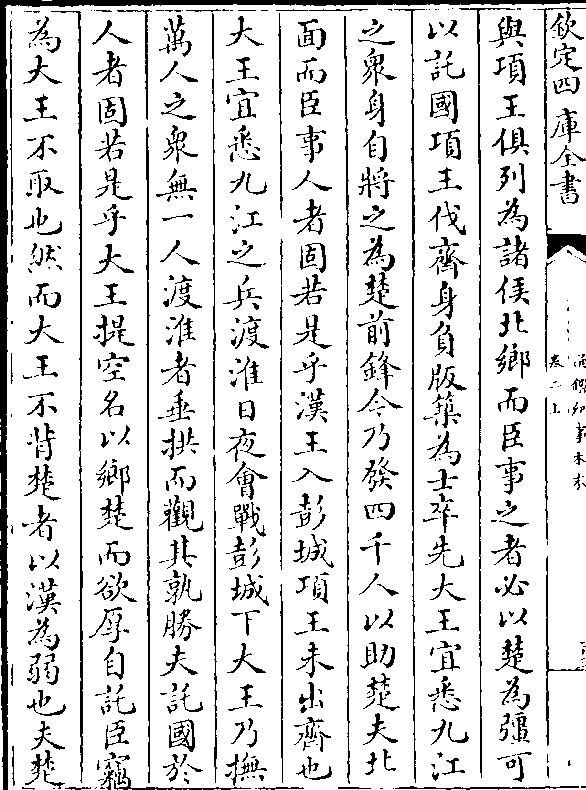 欽定四庫全書
卷二上
與項王俱列為諸侯北鄉而臣事之者必以楚為彊可
以託國項王伐齊身負版築為士卒先大王宜悉九江
之衆身自將之為楚前鋒今乃發四千人以助楚夫北
面而臣事人者固若是乎漢王入彭城項王未出齊也
大王宜悉九江之兵渡淮日夜會戰彭城下大王乃撫
萬人之衆無一人渡淮者垂拱而觀其孰勝夫託國於
人者固若是乎大王提空名以鄉楚而欲厚自託臣竊
為大王不取也然而大王不背楚者以漢為弱也夫楚